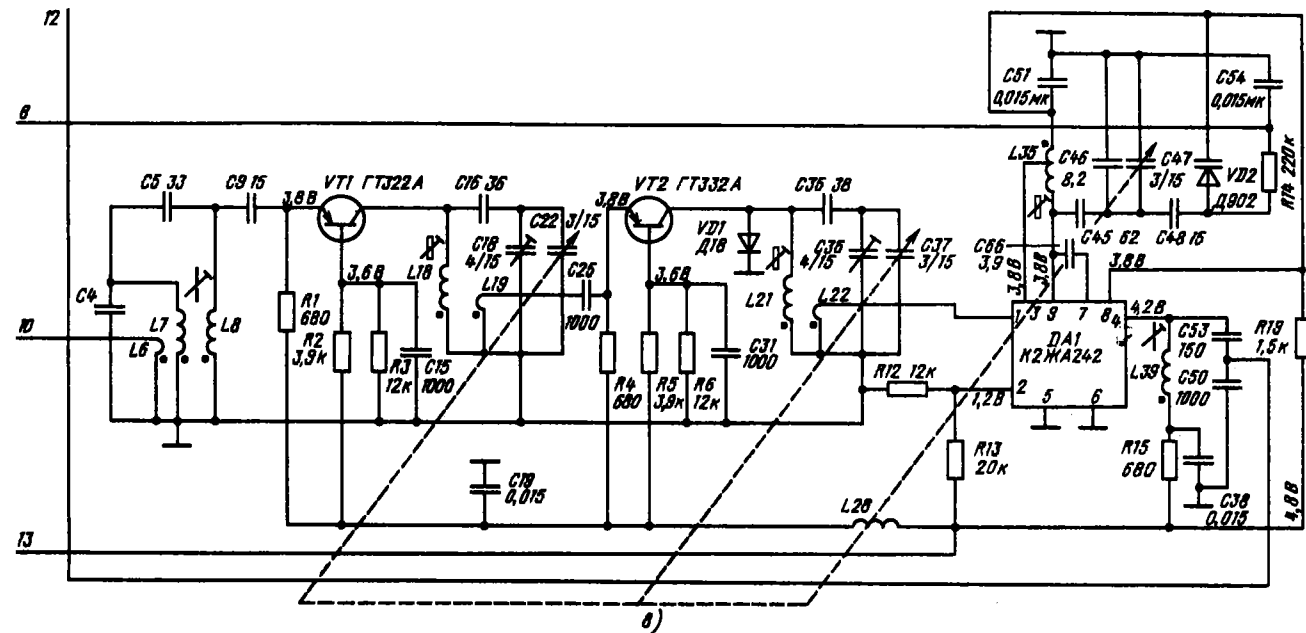 12
C51
0,015мк
C54
0,015мк
8
L35
C46
8,2
C47
3/15
VD2
Д902
R14 220к
C5 33
C9 15
3,8 В
VT1 ГТ322А
C16 36
C22
3/15
3,8В
VT2 ГТ332А
C35 38
VD1
Д18
C18
4/15
C36
4/15
C37
3/15
C66
3,9
C45 62
C48 15
3,8В
3,8В
3,8В
C4
3,6 В
L18
C25
1000
L19
3,6В
L21
L22
R1
680
R2
3,9к
R3
12к
C15
1000
R4
680
R5
3,9к
R6
12к
C31
1000
10
L6
L7
L8
1
3
9
7
8
4
4,2В
DA1
К2ЖА242
2
5
6
C53
150
R19
1,5к
L39
C50
1000
R12 12к
1,2В
R13
20к
R15
680
C19
0,015
L28
C38
0,015
4,8В
13
в)